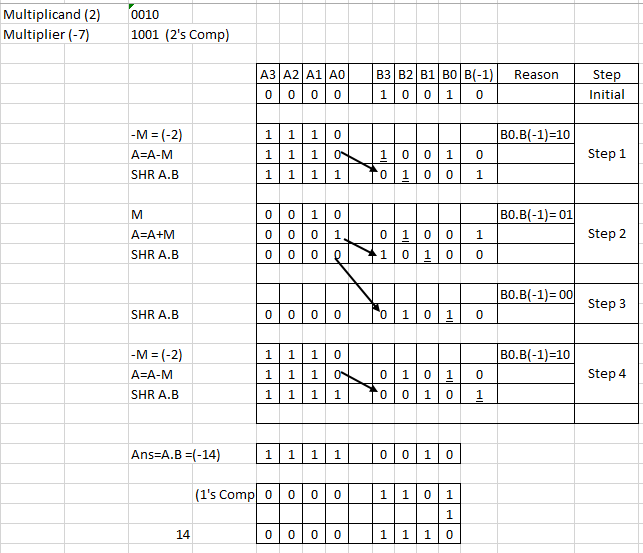 Multiplicand (2) 0010
Multiplier (-7) 1001 (2's Comp)
A3 A2 A1 A0 B3 B2 B1 B0 B(-1) Reason Step
0 0 0 0 1 0 0 1 0 Initial
-M = (-2) 1 1 1 0 B0.B(-1)=10
A=A-M 1 1 1 0 1 0 0 1 0 Step 1
SHR A.B 1 1 1 1 0 1 0 0 1
M 0 0 1 0 B0.B(-1)= 01
A=A+M 0 0 0 1 0 1 0 0 1 Step 2
SHR A.B 0 0 0 0 1 0 1 0 0
B0.B(-1)= 00
Step 3
SHR A.B 0 0 0 0 0 1 0 1 0
-M = (-2) 1 1 1 0 B0.B(-1)=10
A=A-M 1 1 1 0 0 1 0 1 0 Step 4
SHR A.B 1 1 1 1 0 0 1 0 1
Ans=A.B =(-14) 1 1 1 1 0 0 1 0
(1's Comp 0 0 0 0 1 1 0 1
1
14 0 0 0 0 1 1 1 0